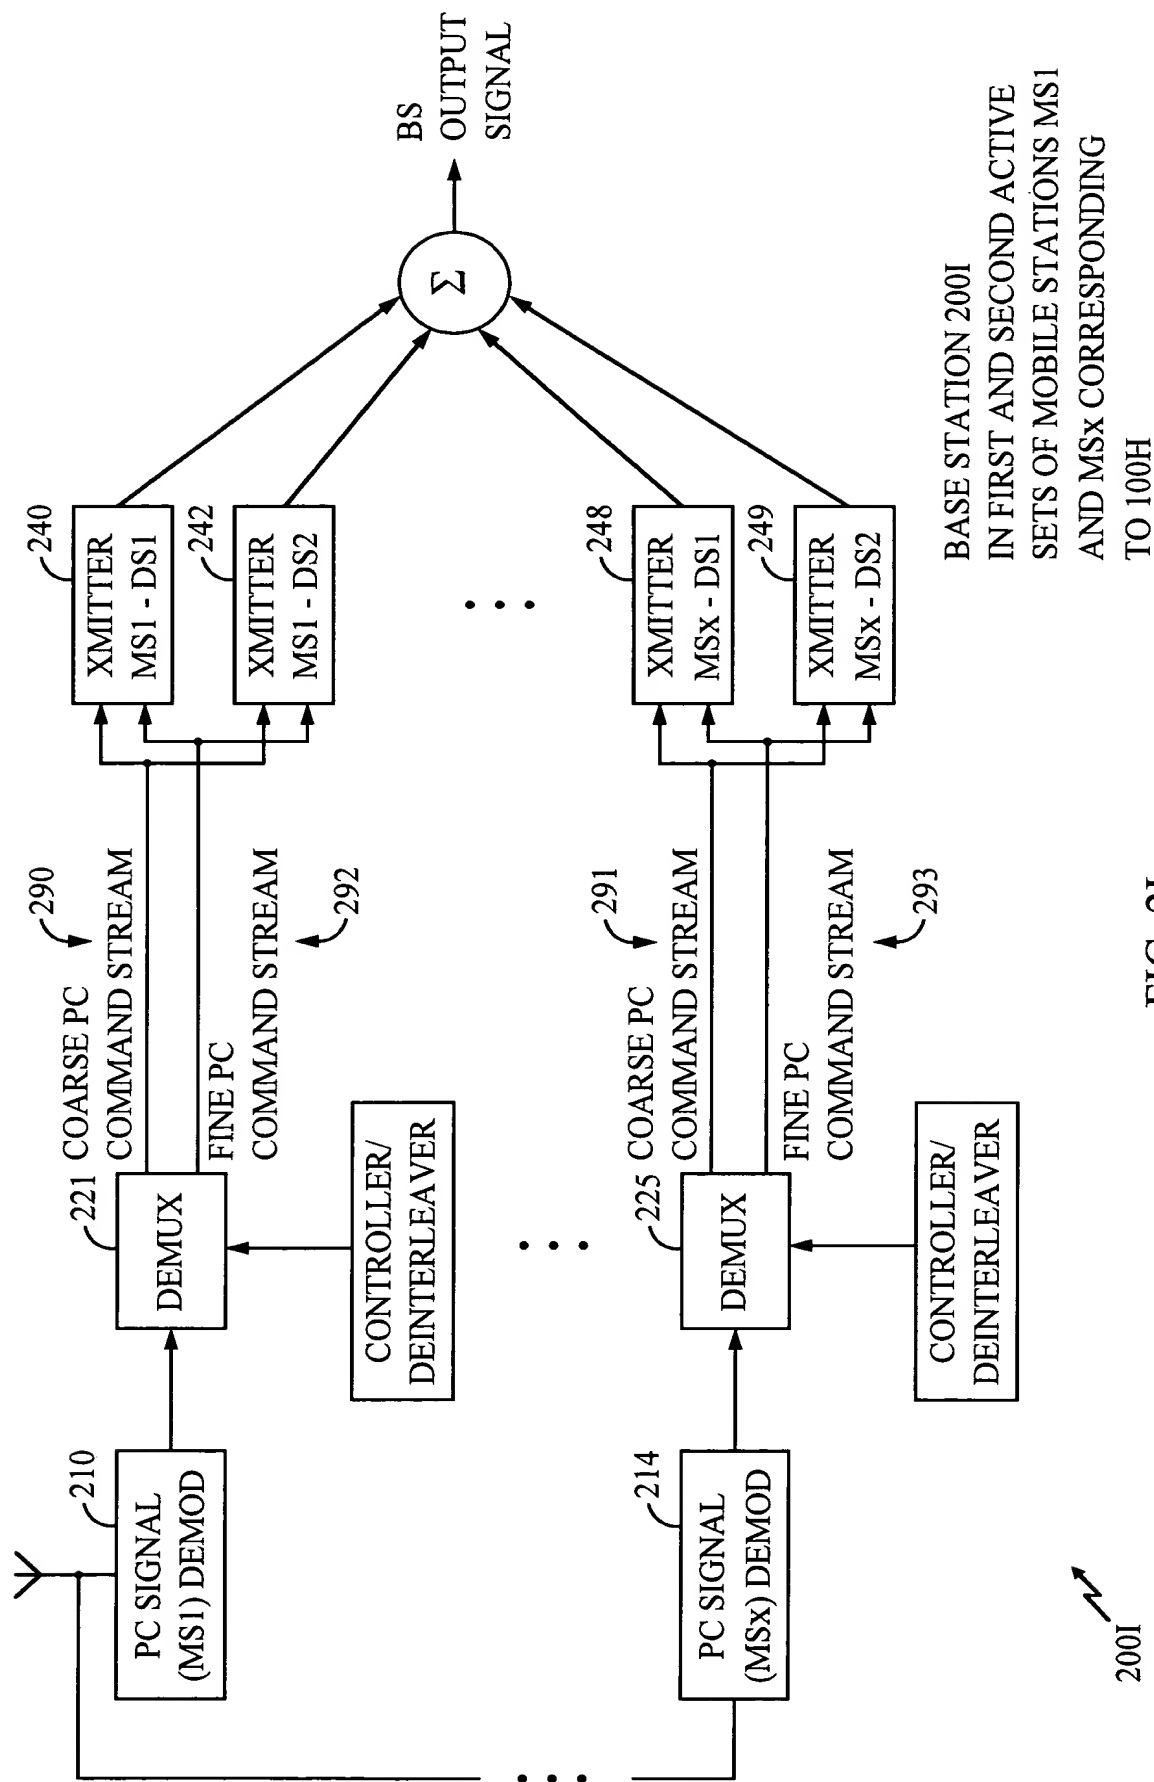 210
PC SIGNAL
(MS1) DEMOD
221
DEMUX
CONTROLLER/
DEINTERLEAVER
COARSE PC
COMMAND STREAM
290
FINE PC
COMMAND STREAM
292
240
XMITTER
MS1 - DS1
242
XMITTER
MS1 - DS2
Σ
BS
OUTPUT
SIGNAL
214
PC SIGNAL
(MSx) DEMOD
225
DEMUX
CONTROLLER/
DEINTERLEAVER
COARSE PC
COMMAND STREAM
291
FINE PC
COMMAND STREAM
293
248
XMITTER
MSx - DS1
249
XMITTER
MSx - DS2
BASE STATION 200I
IN FIRST AND SECOND ACTIVE
SETS OF MOBILE STATIONS MS1
AND MSx CORRESPONDING
TO 100H
200I